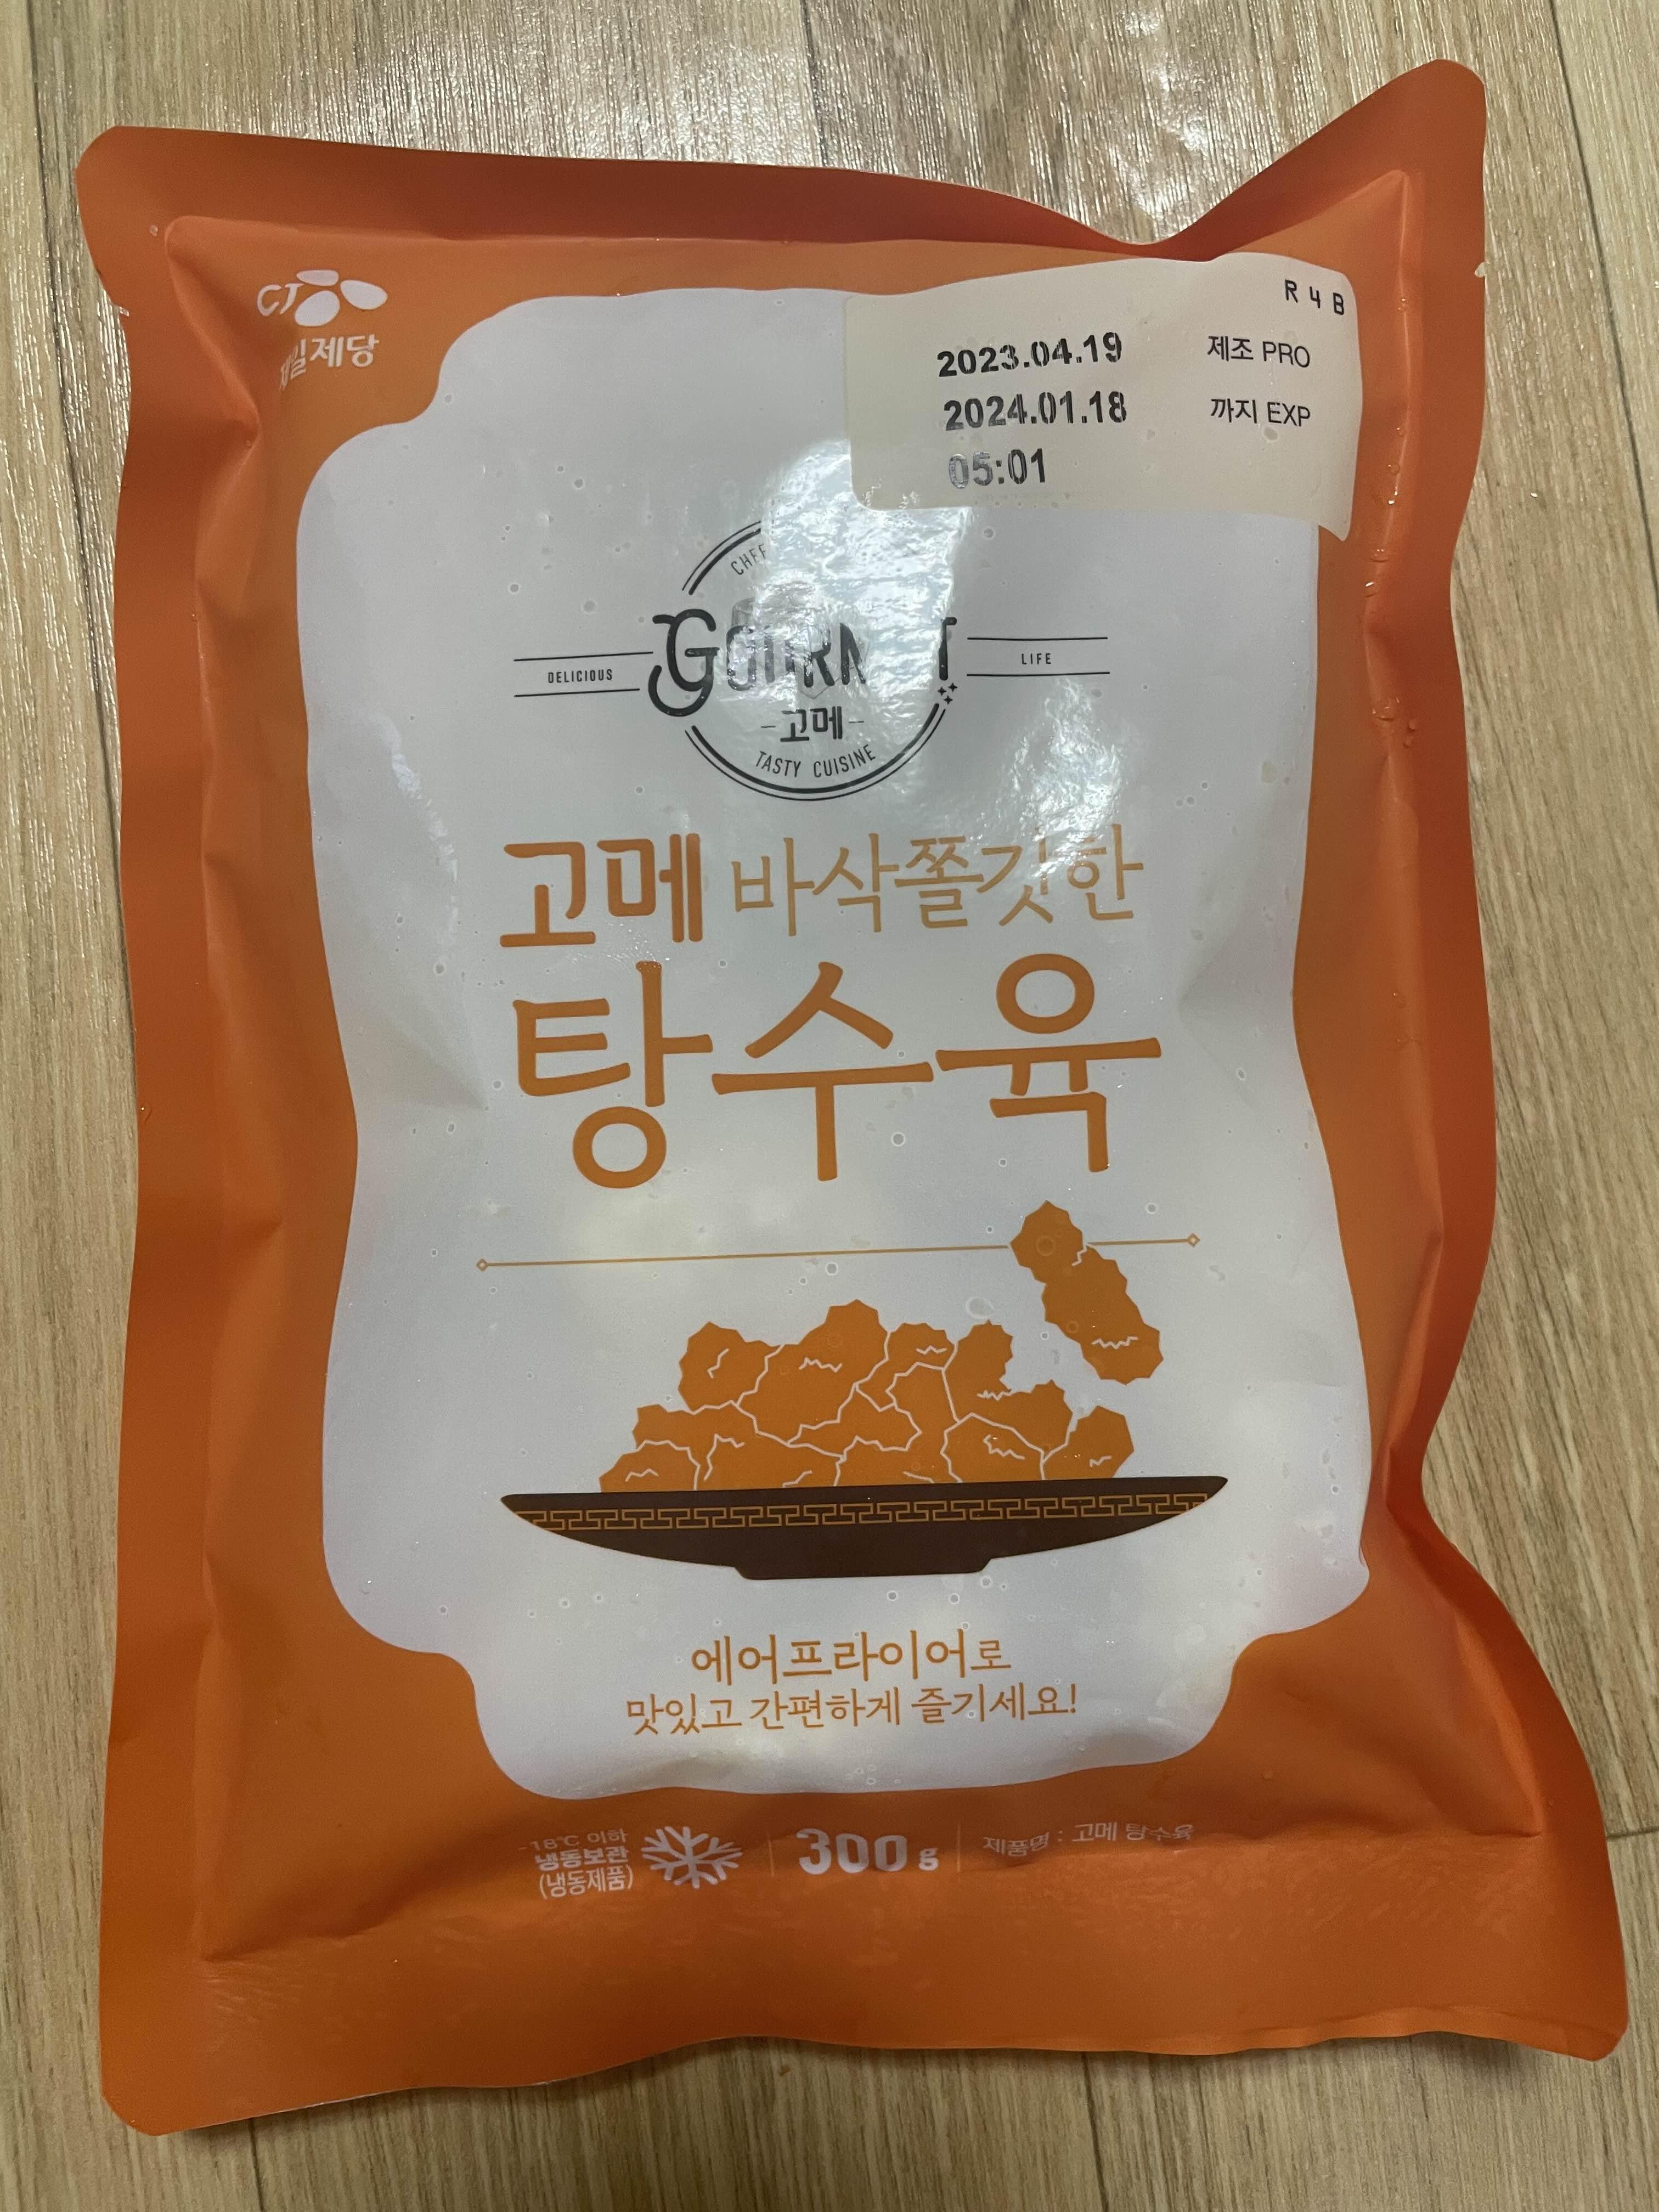 CJ
제일제당
R 4 B
2023.04.19 제조 PRO
2024.01.18 까지 EXP
05:01
DELICIOUS
LIFE
고메
TASTY CUISINE
고메 바삭쫄깃한
탕수육
에어프라이어로
맛있고 간편하게 즐기세요!
-18℃ 이하
냉동보관
(냉동제품)
300 g
제품명 : 고메 탕수육